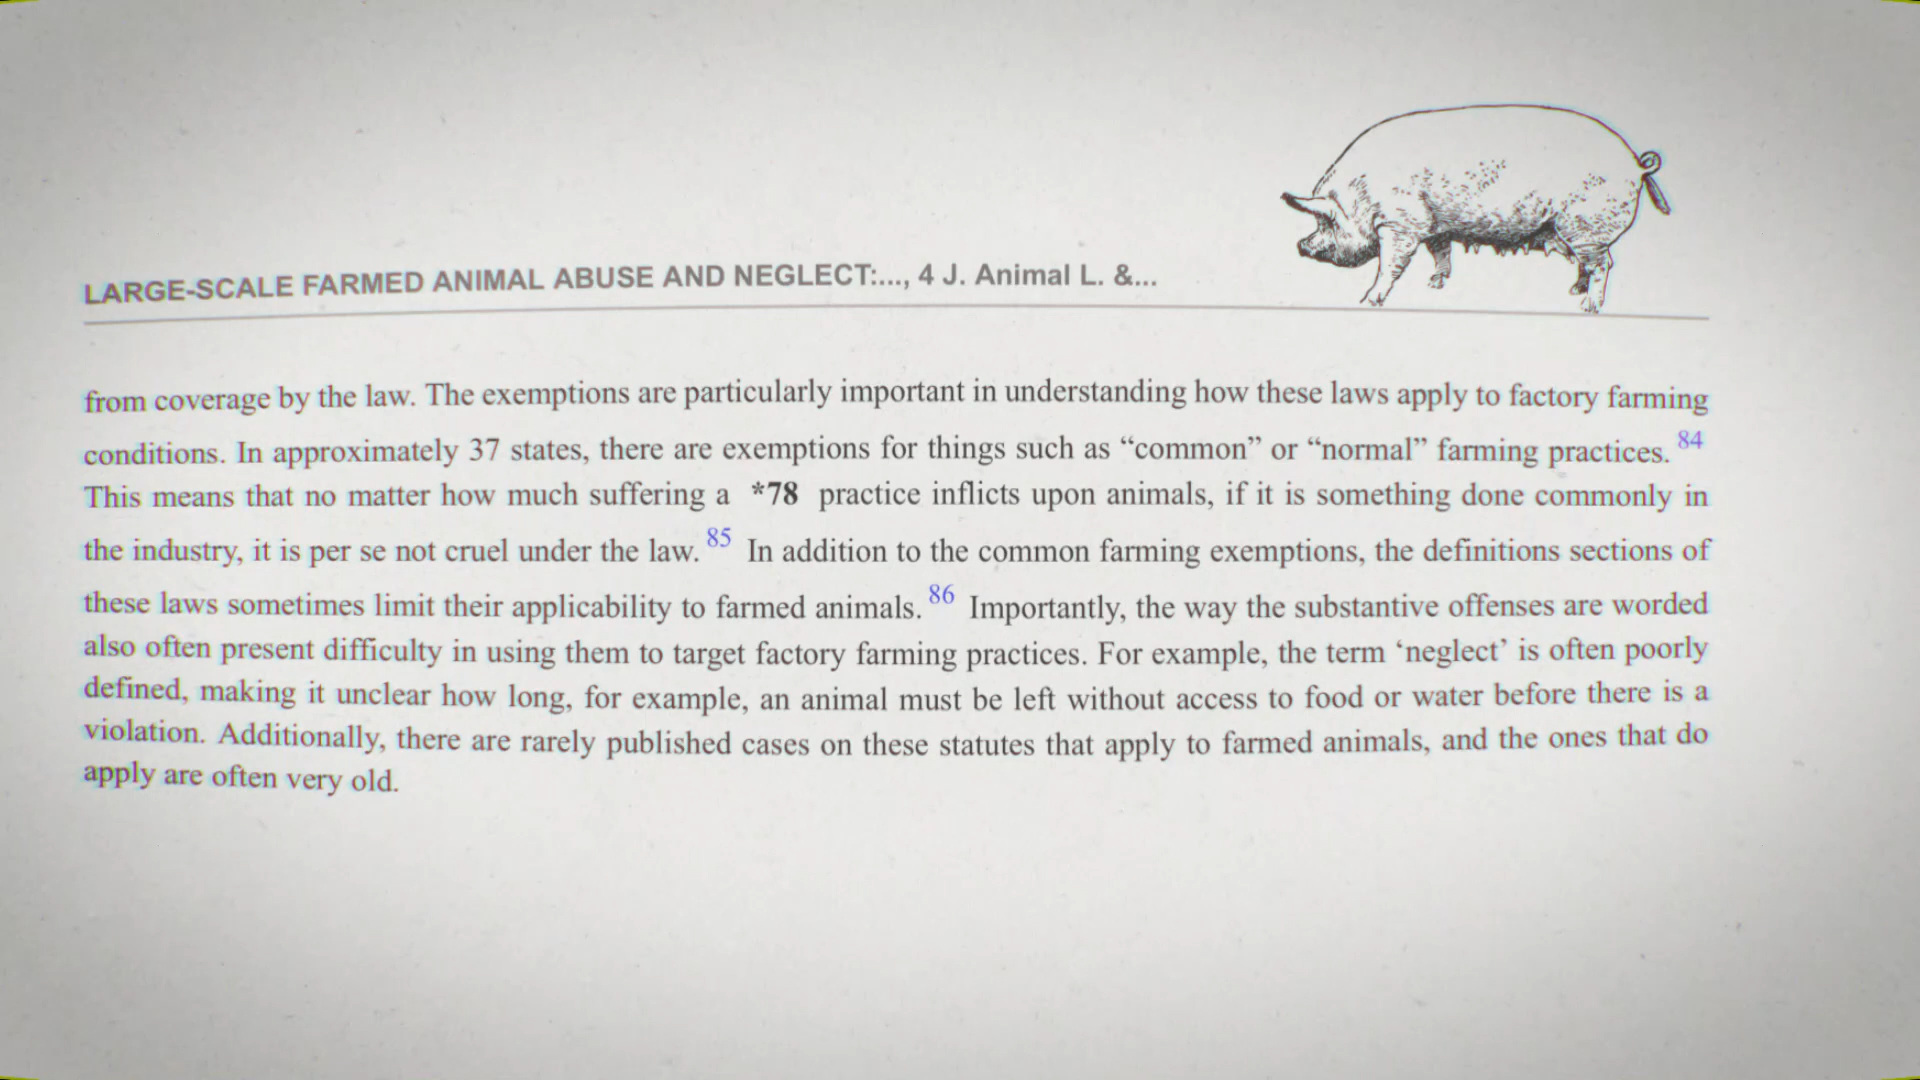 LARGE-SCALE FARMED ANIMAL ABUSE AND NEGLECT:..., 4 J. Animal L. &...
from coverage by the law. The exemptions are particularly important in understanding how these laws apply to factory farming
conditions. In approximately 37 states, there are exemptions for things such as “common” or “normal” farming practices. 84
This means that no matter how much suffering a *78 practice inflicts upon animals, if it is something done commonly in
the industry, it is per se not cruel under the law. 85 In addition to the common farming exemptions, the definitions sections of
these laws sometimes limit their applicability to farmed animals. 86 Importantly, the way the substantive offenses are worded
also often present difficulty in using them to target factory farming practices. For example, the term ‘neglect’ is often poorly
defined, making it unclear how long, for example, an animal must be left without access to food or water before there is a
violation. Additionally, there are rarely published cases on these statutes that apply to farmed animals, and the ones that do
apply are often very old.